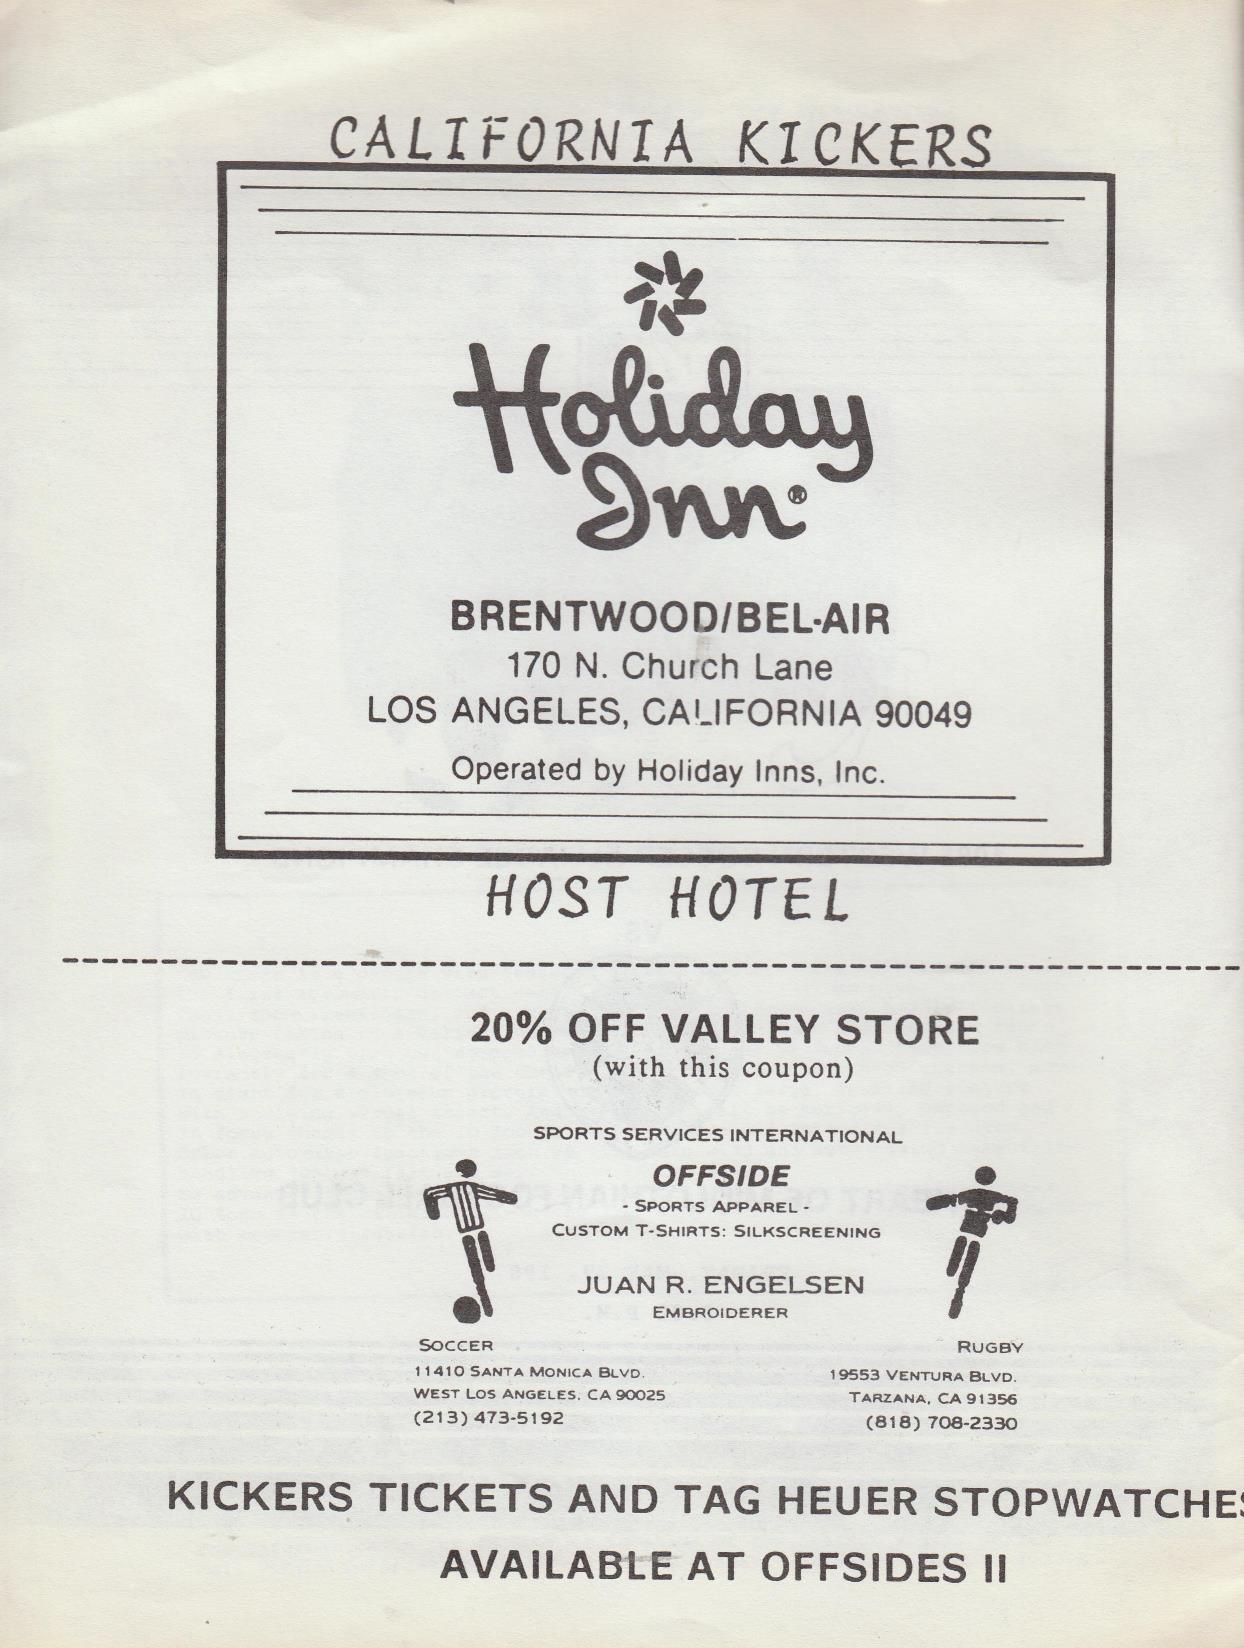 CALIFORNIA KICKERS
Holiday
Inn®
BRENTWOOD/BEL-AIR
170 N. Church Lane
LOS ANGELES, CALIFORNIA 90049
Operated by Holiday Inns, Inc.
HOST HOTEL
20% OFF VALLEY STORE
(with this coupon)
SPORTS SERVICES INTERNATIONAL
OFFSIDE
- SPORTS APPAREL -
CUSTOM T-SHIRTS: SILKSCREENING
JUAN R. ENGELSEN
EMBROIDERER
SOCCER
11410 SANTA MONICA BLVD.
WEST LOS ANGELES, CA 90025
(213) 473-5192
RUGBY
19553 VENTURA BLVD.
TARZANA, CA 91356
(818) 708-2330
KICKERS TICKETS AND TAG HEUER STOPWATCHES
AVAILABLE AT OFFSIDES II